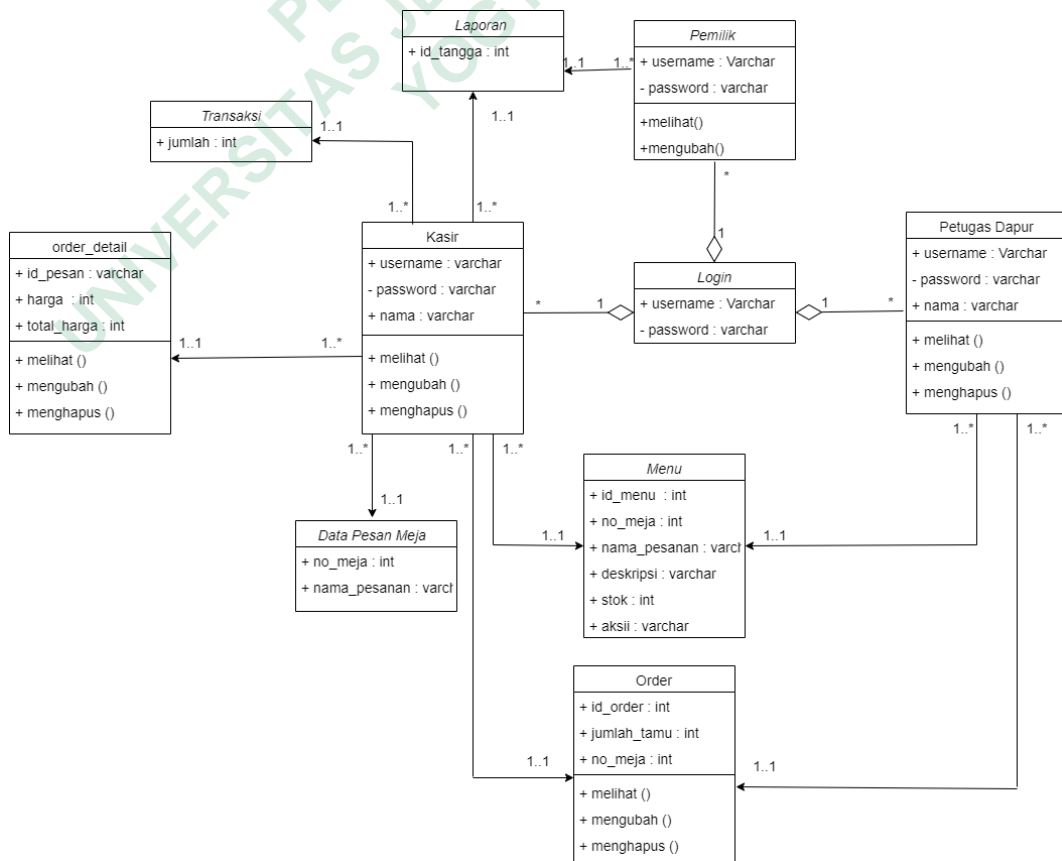 Laporan
+ id_tangga : int
Pemilik
+ username : Varchar
- password : varchar
+melihat()
+mengubah()
1..1
1..*
1..1
Transaksi
+ jumlah : int
1..1
1..*
1..*
*
1
order_detail
+ id_pesan : varchar
+ harga : int
+ total_harga : int
+ melihat ()
+ mengubah ()
+ menghapus ()
1..1
1..*
Kasir
+ username : varchar
- password : varchar
+ nama : varchar
+ melihat ()
+ mengubah ()
+ menghapus ()
*
1
Login
+ username : Varchar
- password : varchar
1
*
Petugas Dapur
+ username : Varchar
- password : varchar
+ nama : varchar
+ melihat ()
+ mengubah ()
+ menghapus ()
1..*
1..*
1..*
1..*
1..*
1..1
Data Pesan Meja
+ no_meja : int
+ nama_pesanan : varch
Menu
+ id_menu : int
+ no_meja : int
+ nama_pesanan : varch
+ deskripsi : varchar
+ stok : int
+ aksii : varchar
1..1
1..1
Order
+ id_order : int
+ jumlah_tamu : int
+ no_meja : int
+ melihat ()
+ mengubah ()
+ menghapus ()
1..1
1..1
UNIVERSITAS JE
YOG